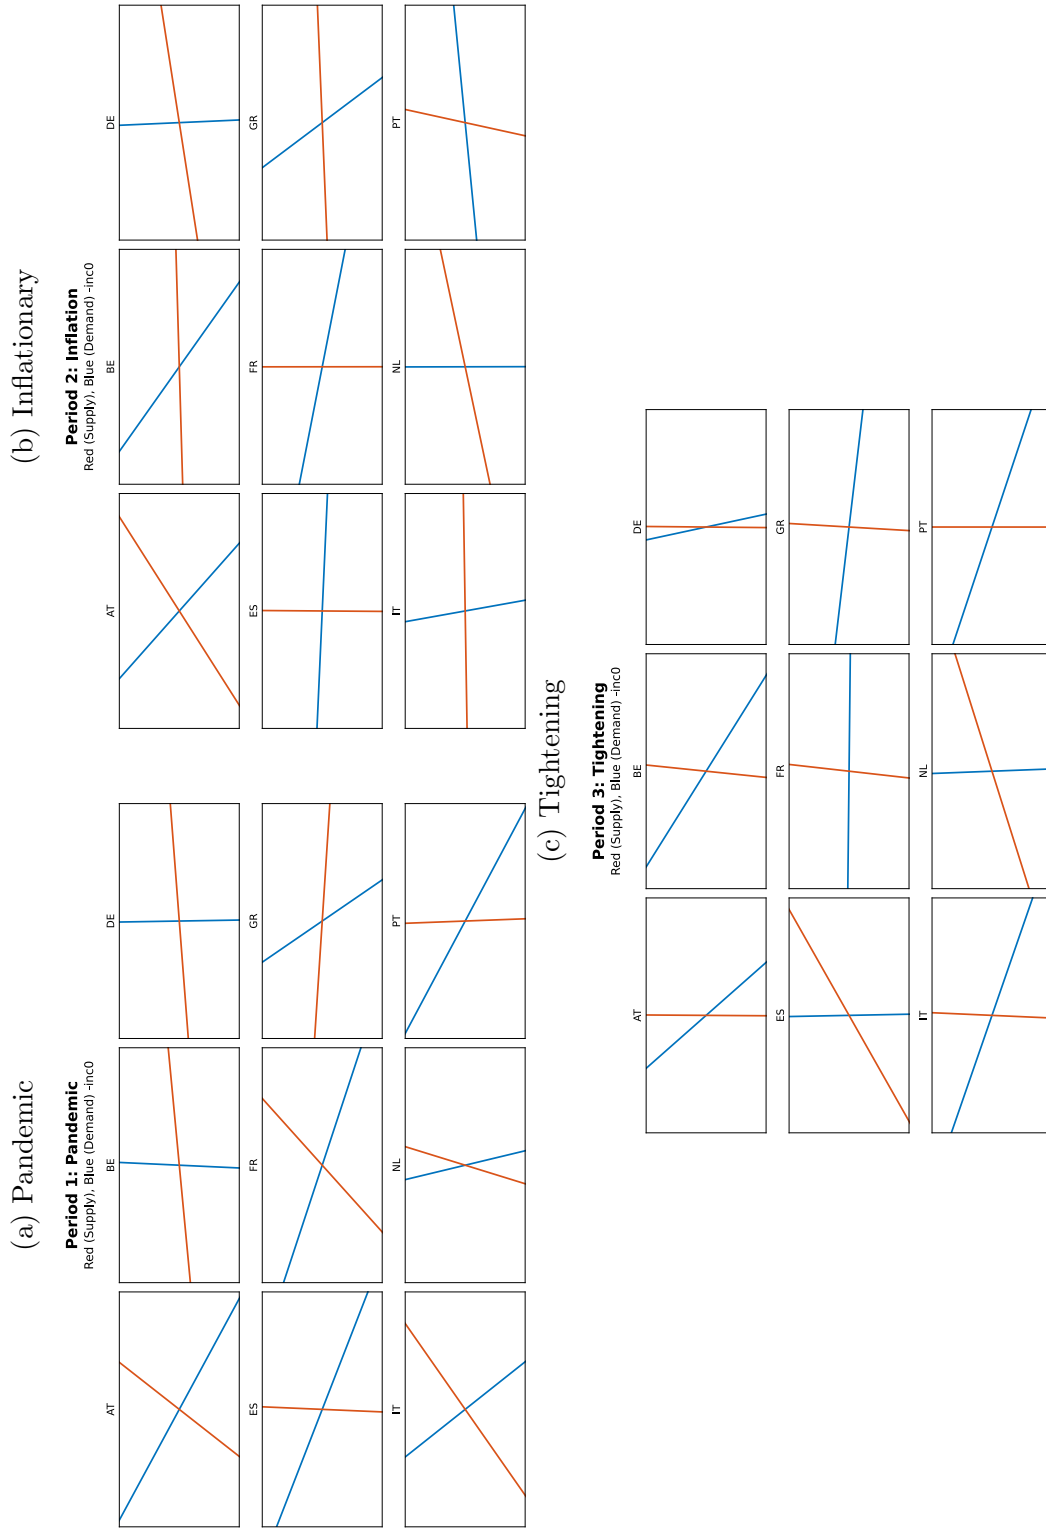 (a) Pandemic
Period 1: Pandemic
Red (Supply), Blue (Demand) -inc0
AT
BE
DE
ES
FR
GR
IT
NL
PT
(b) Inflationary
Period 2: Inflation
Red (Supply), Blue (Demand) -inc0
AT
BE
DE
ES
FR
GR
IT
NL
PT
(c) Tightening
Period 3: Tightening
Red (Supply), Blue (Demand) -inc0
AT
BE
DE
ES
FR
GR
IT
NL
PT